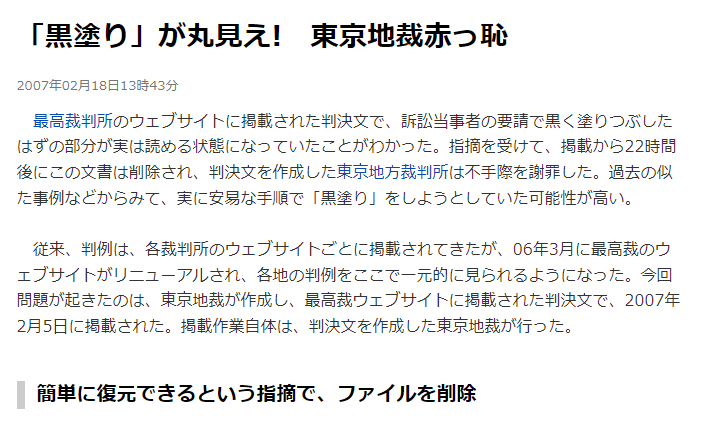 「黒塗り」が丸見え!　東京地裁赤っ恥
2007年02月18日13時43分
　最高裁判所のウェブサイトに掲載された判決文で、訴訟当事者の要請で黒く塗りつぶした
はずの部分が実は読める状態になっていたことがわかった。指摘を受けて、掲載から22時間
後にこの文書は削除され、判決文を作成した東京地方裁判所は不手際を謝罪した。過去の似
た事例などからみて、実に安易な手順で「黒塗り」をしようとしていた可能性が高い。
　従来、判例は、各裁判所のウェブサイトごとに掲載されてきたが、06年3月に最高裁のウ
ェブサイトがリニューアルされ、各地の判例をここで一元的に見られるようになった。今回
問題が起きたのは、東京地裁が作成し、最高裁ウェブサイトに掲載された判決文で、2007年
2月5日に掲載された。掲載作業自体は、判決文を作成した東京地裁が行った。
簡単に復元できるという指摘で、ファイルを削除